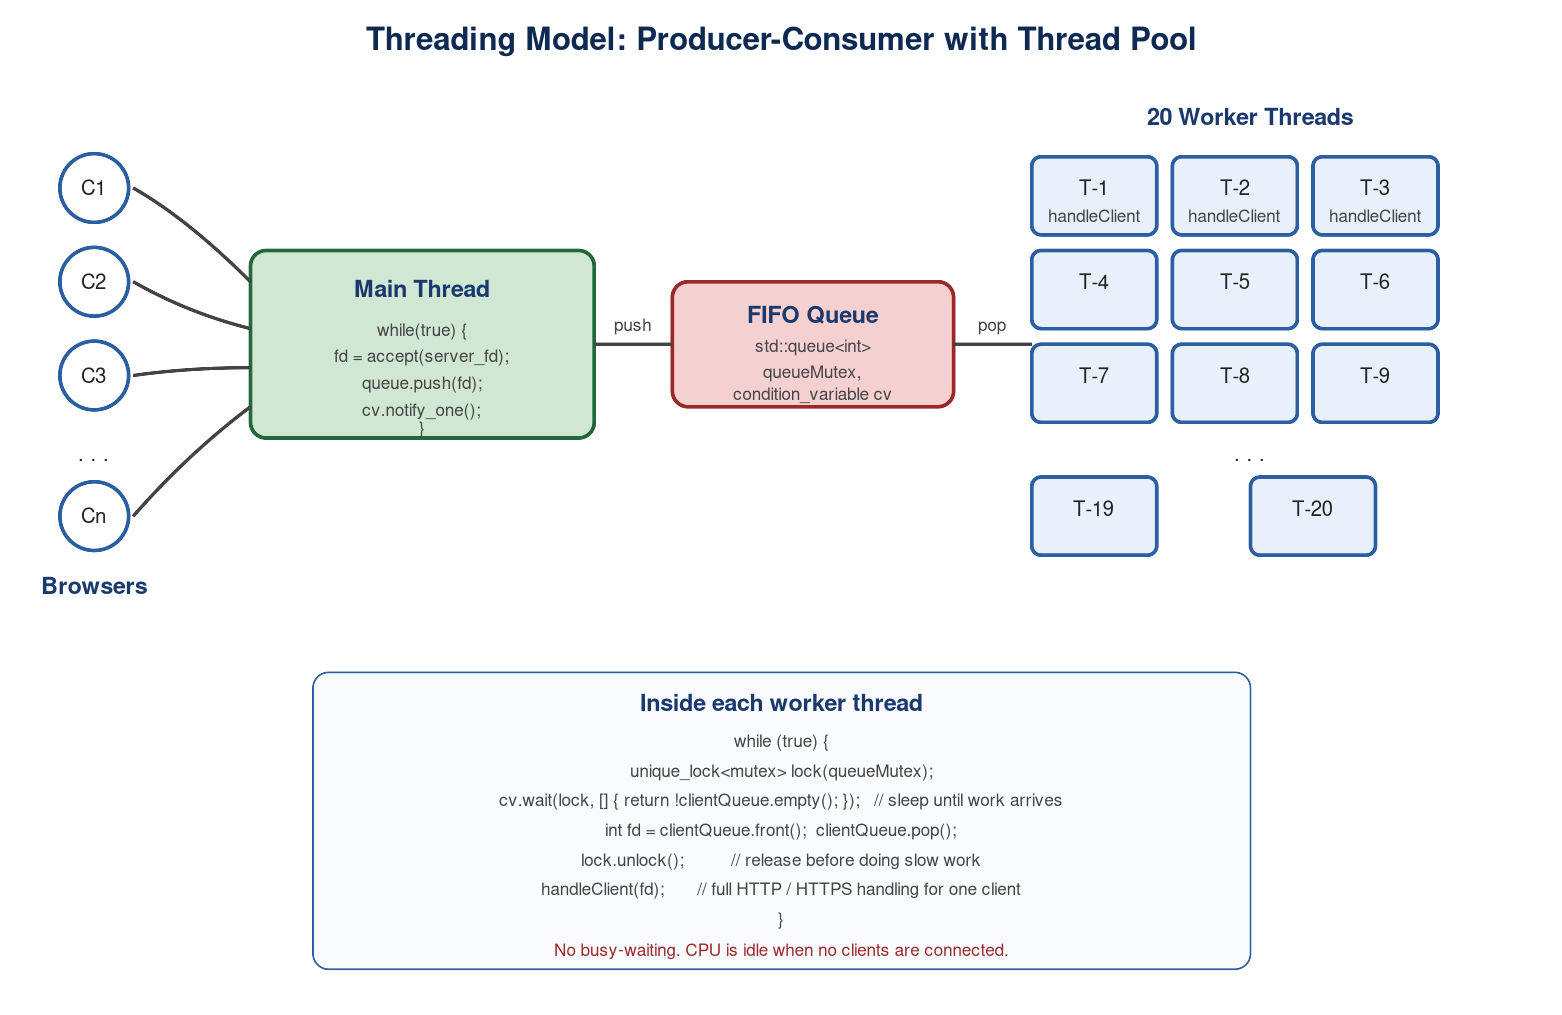 Threading Model: Producer-Consumer with Thread Pool
C1
C2
C3
. . .
Cn
Browsers
Main Thread
while(true) {
fd = accept(server_fd);
queue.push(fd);
cv.notify_one();
}
push
FIFO Queue
std::queue<int>
queueMutex,
condition_variable cv
pop
20 Worker Threads
T-1
handleClient
T-2
handleClient
T-3
handleClient
T-4
T-5
T-6
T-7
T-8
T-9
. . .
T-19
T-20
Inside each worker thread
while (true) {
unique_lock<mutex> lock(queueMutex);
cv.wait(lock, [] { return !clientQueue.empty(); });   // sleep until work arrives
int fd = clientQueue.front();  clientQueue.pop();
lock.unlock();          // release before doing slow work
handleClient(fd);       // full HTTP / HTTPS handling for one client
}
No busy-waiting. CPU is idle when no clients are connected.